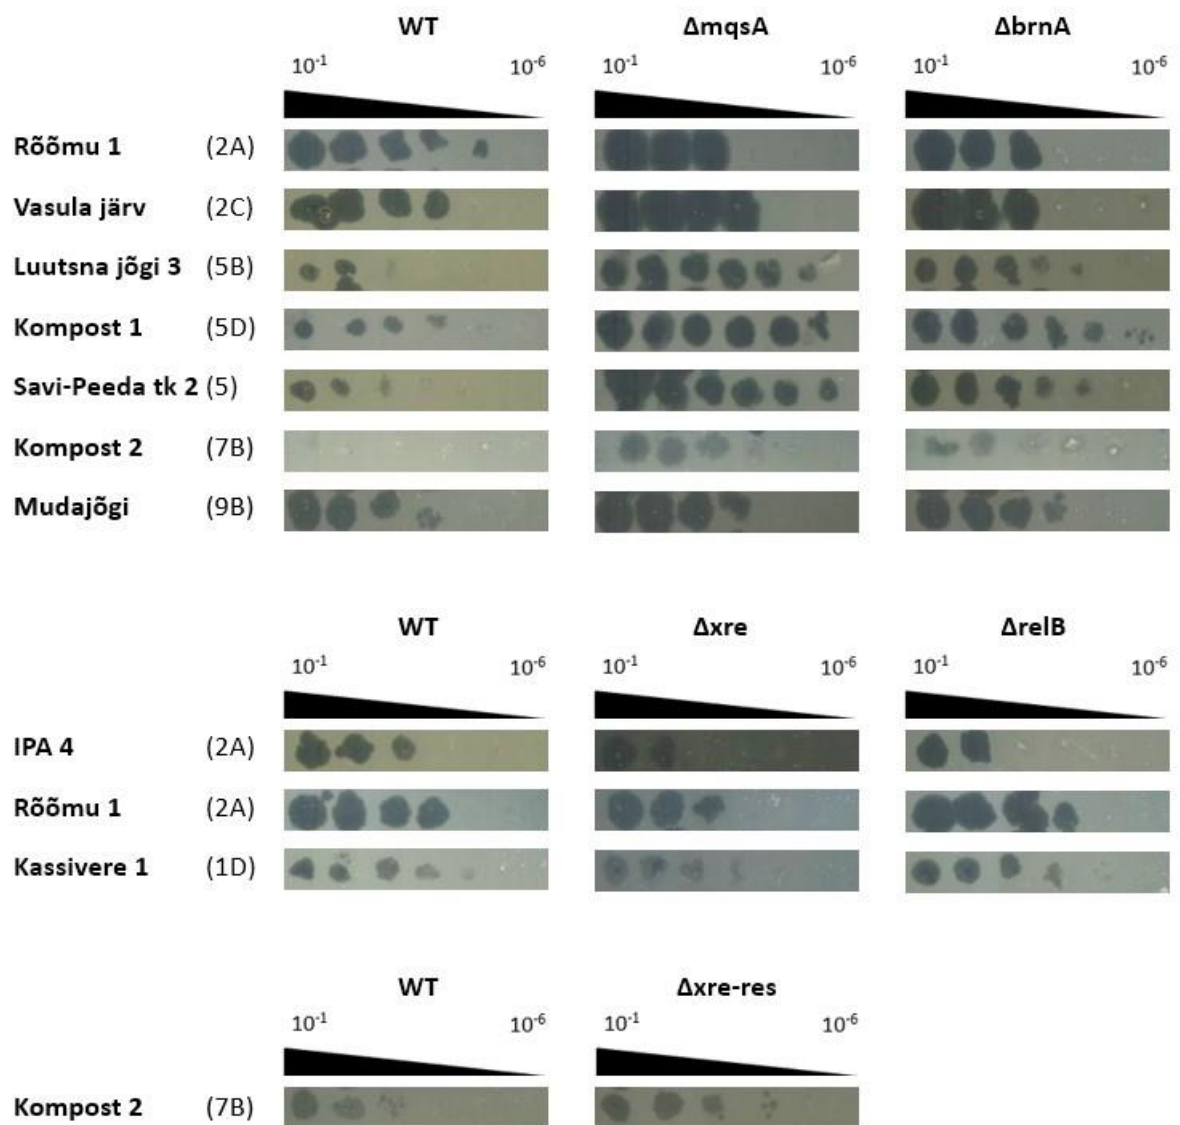 WT ΔmqsA ΔbrnA
10-1 10-6 10-1 10-6 10-1 10-6
Rõõmu 1 (2A)
Vasula järv (2C)
Luutsna jõgi 3 (5B)
Kompost 1 (5D)
Savi-Peeda tk 2 (5)
Kompost 2 (7B)
Mudajõgi (9B)
WT Δxre ΔrelB
10-1 10-6 10-1 10-6 10-1 10-6
IPA 4 (2A)
Rõõmu 1 (2A)
Kassivere 1 (1D)
WT Δxre-res
10-1 10-6 10-1 10-6
Kompost 2 (7B)